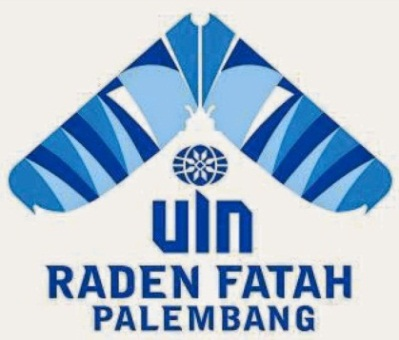 uin
RADEN FATAH
PALEMBANG